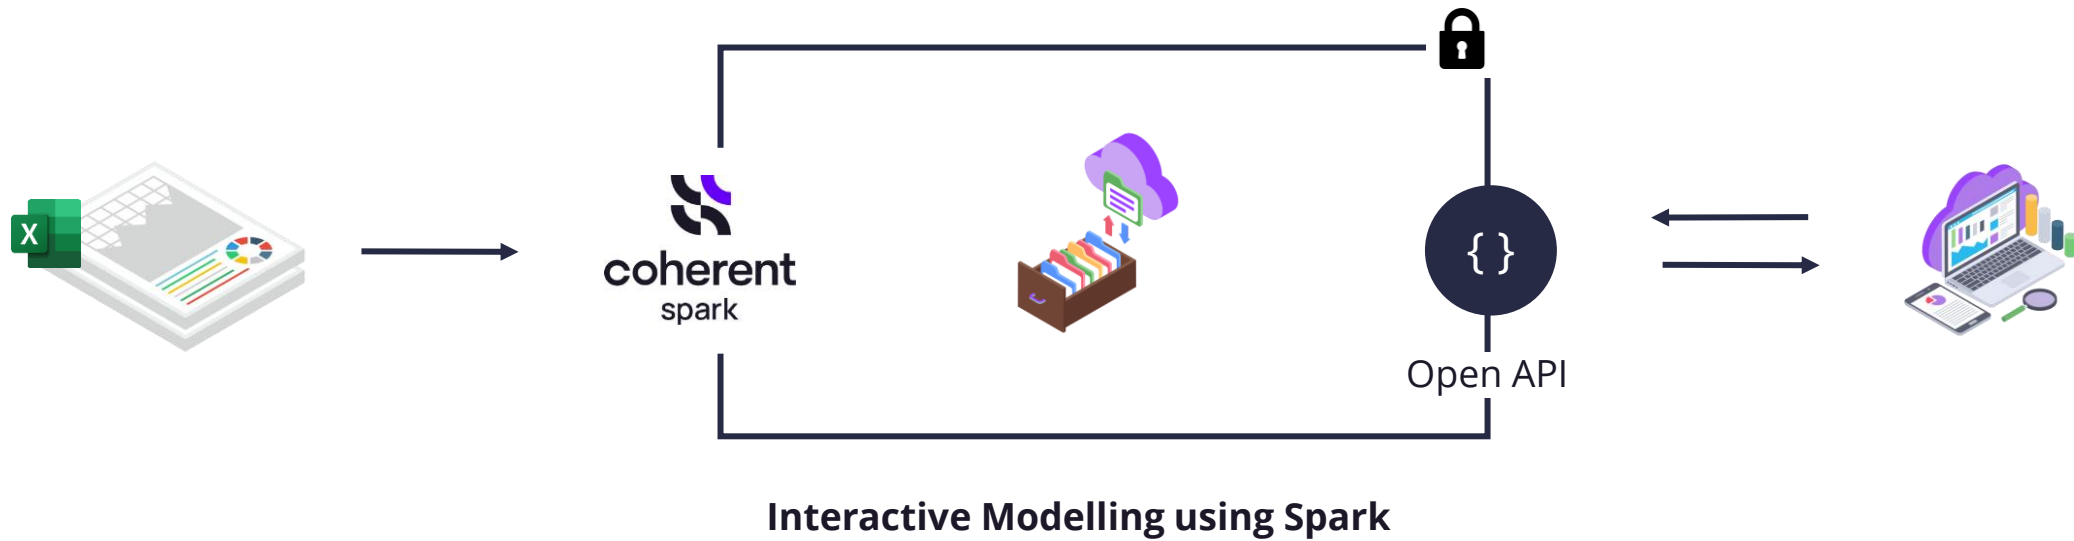 X
coherent
spark
{ }
Open API
Interactive Modelling using Spark